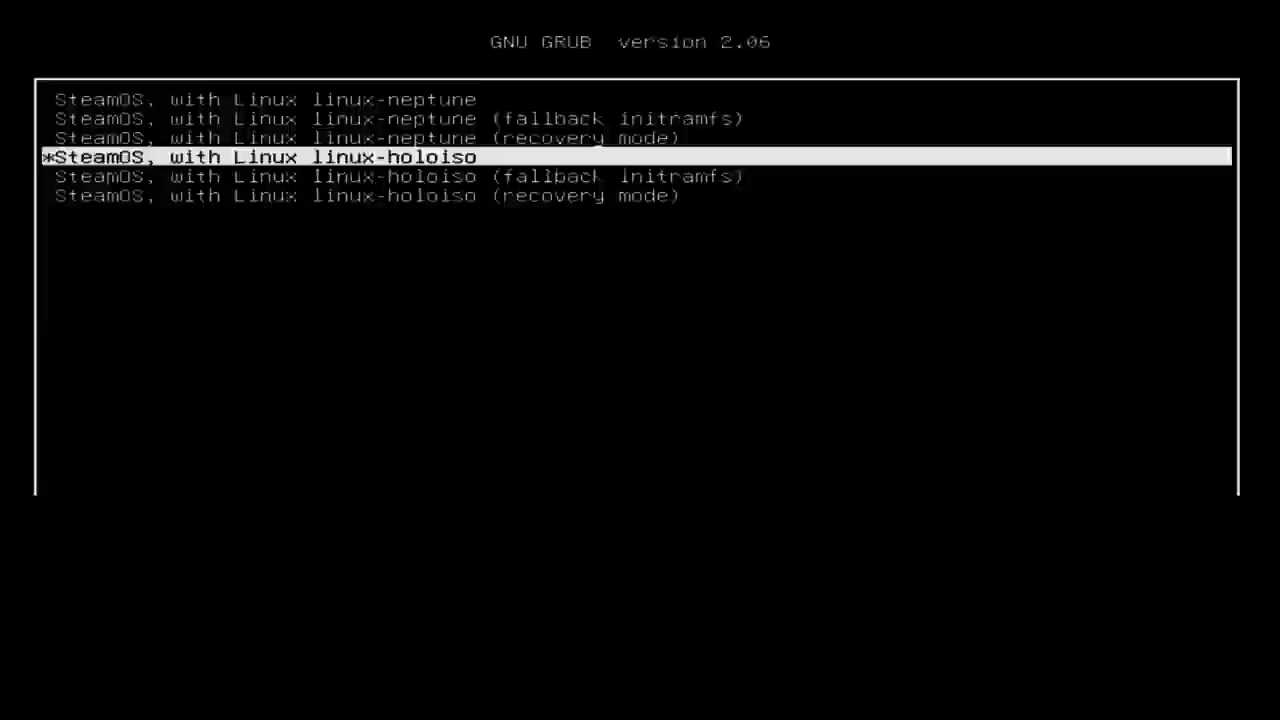 GNU GRUB  version 2.06
SteamOS, with Linux linux-neptune
SteamOS, with Linux linux-neptune (fallback initramfs)
SteamOS, with Linux linux-neptune (recovery mode)
*SteamOS, with Linux linux-holoiso
SteamOS, with Linux linux-holoiso (fallback initramfs)
SteamOS, with Linux linux-holoiso (recovery mode)